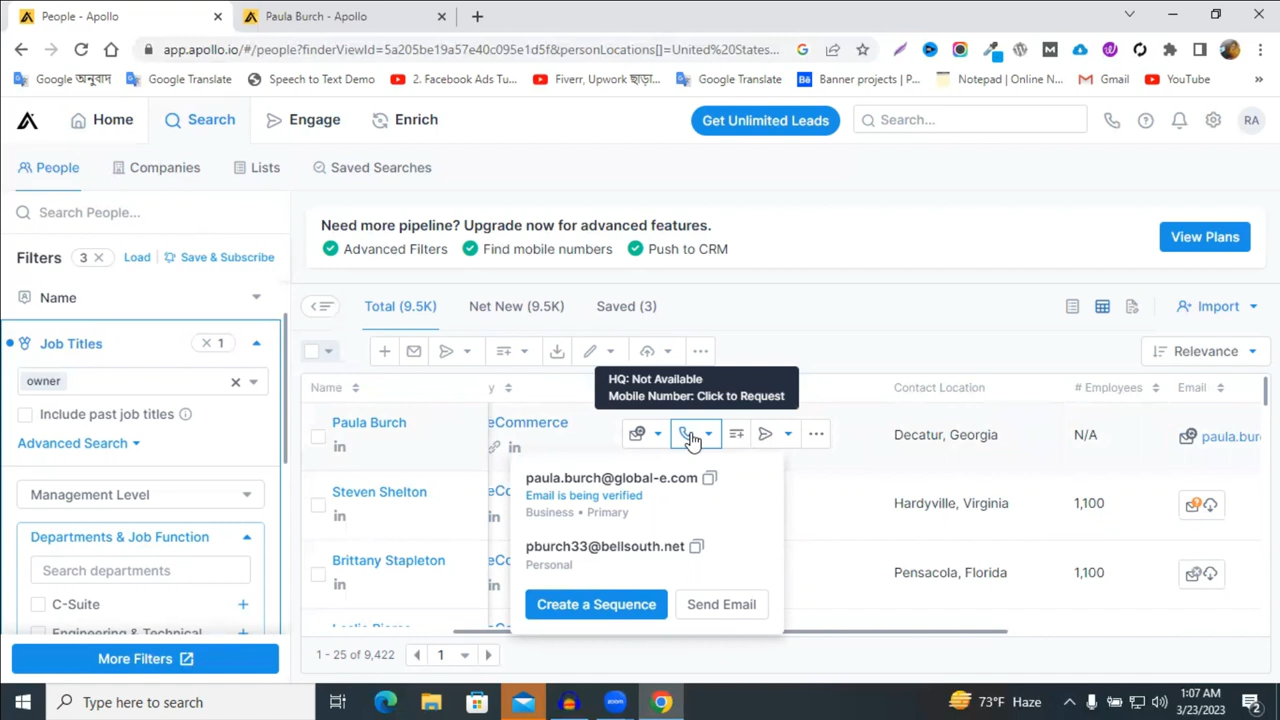 People - Apollo
Paula Burch - Apollo
app.apollo.io/#/people?finderViewId=5a205be19a57e40c095e1d5f&personLocations[]=United%20States...
Google অনুবাদ
Google Translate
Speech to Text Demo
2. Facebook Ads Tu...
Fiverr, Upwork ছাড়া...
Google Translate
Banner projects | P...
Notepad | Online N...
Gmail
YouTube
Home
Search
Engage
Enrich
Get Unlimited Leads
Search...
RA
People
Companies
Lists
Saved Searches
Search People...
Need more pipeline? Upgrade now for advanced features.
Advanced Filters
Find mobile numbers
Push to CRM
View Plans
Filters
3
Load
Save & Subscribe
Name
Total (9.5K)
Net New (9.5K)
Saved (3)
Import
Job Titles
1
Relevance
owner
HQ: Not Available
Mobile Number: Click to Request
Name
y
Contact Location
# Employees
Email
Include past job titles
Advanced Search
Paula Burch
eCommerce
Decatur, Georgia
N/A
paula.bur
Management Level
paula.burch@global-e.com
Email is being verified
Business • Primary
Steven Shelton
eCo
Hardyville, Virginia
1,100
Departments & Job Function
Search departments
pburch33@bellsouth.net
Personal
Brittany Stapleton
eCo
Pensacola, Florida
1,100
C-Suite
Create a Sequence
Send Email
Engineering & Technical
More Filters
1 - 25 of 9,422
1
Type here to search
73°F Haze
1:07 AM
3/23/2023
2